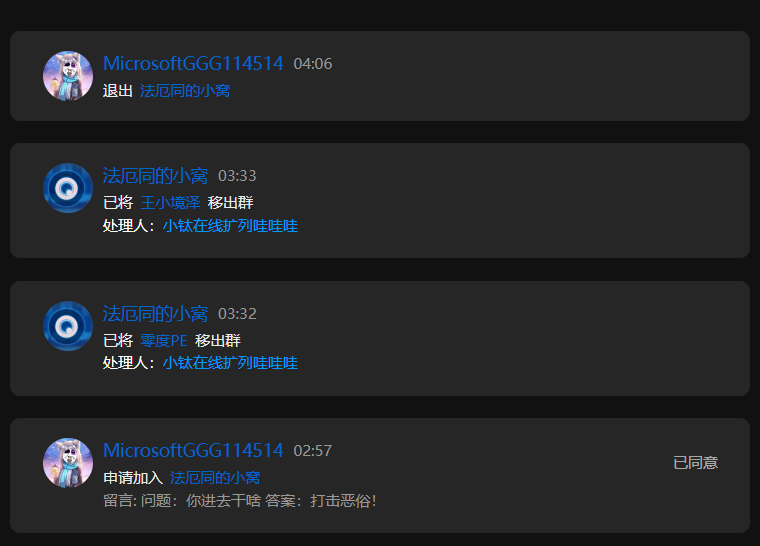 MicrosoftGGG114514 04:06
退出 法厄同的小窝
法厄同的小窝 03:33
已将 王小境泽 移出群
处理人：小钛在线扩列哇哇哇
法厄同的小窝 03:32
已将 零度PE 移出群
处理人：小钛在线扩列哇哇哇
MicrosoftGGG114514 02:57
已同意
申请加入 法厄同的小窝
留言: 问题：你进去干啥 答案：打击恶俗！